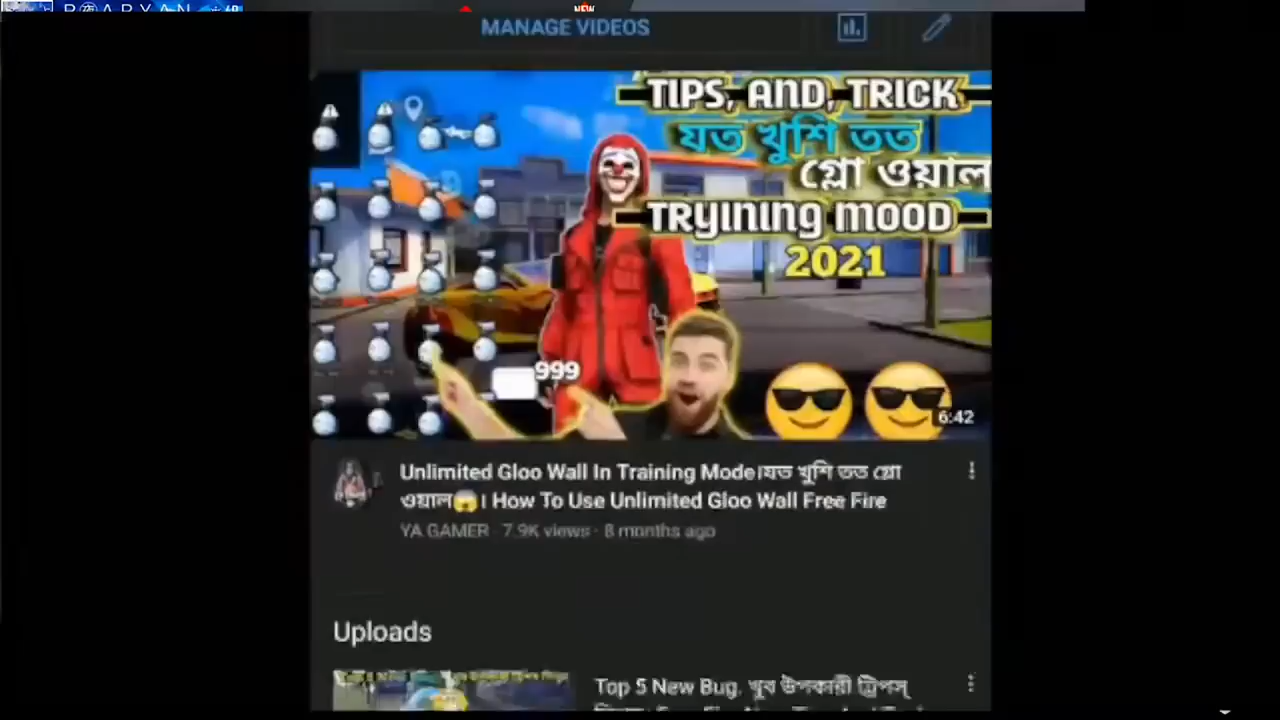 MANAGE VIDEOS
TIPS, AND, TRICK
যত খুশি তত
গ্লো ওয়াল
TRYINING MOOD
2021
999
6:42
Unlimited Gloo Wall In Training Mode।যত খুশি তত গ্লো
ওয়াল😱। How To Use Unlimited Gloo Wall Free Fire
YA GAMER · 7.9K views · 8 months ago
Uploads
Top 5 New Bug. খুব উপকারী ট্রিপস্